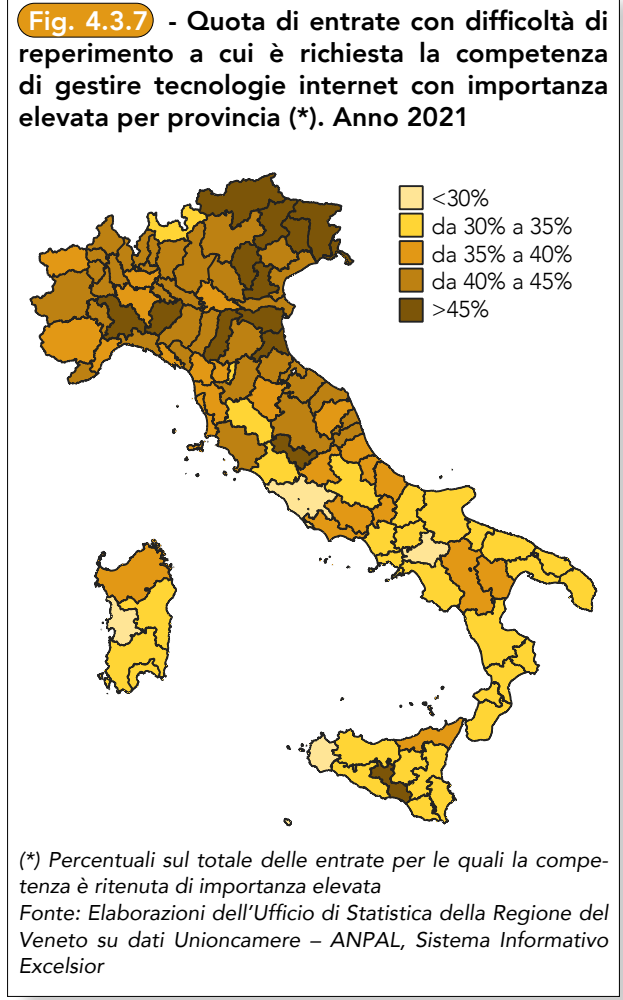 Fig. 4.3.7 - Quota di entrate con difficoltà di
reperimento a cui è richiesta la competenza
di gestire tecnologie internet con importanza
elevata per provincia (*). Anno 2021
<30%
da 30% a 35%
da 35% a 40%
da 40% a 45%
>45%
(*) Percentuali sul totale delle entrate per le quali la compe-
tenza è ritenuta di importanza elevata
Fonte: Elaborazioni dell'Ufficio di Statistica della Regione del
Veneto su dati Unioncamere – ANPAL, Sistema Informativo
Excelsior